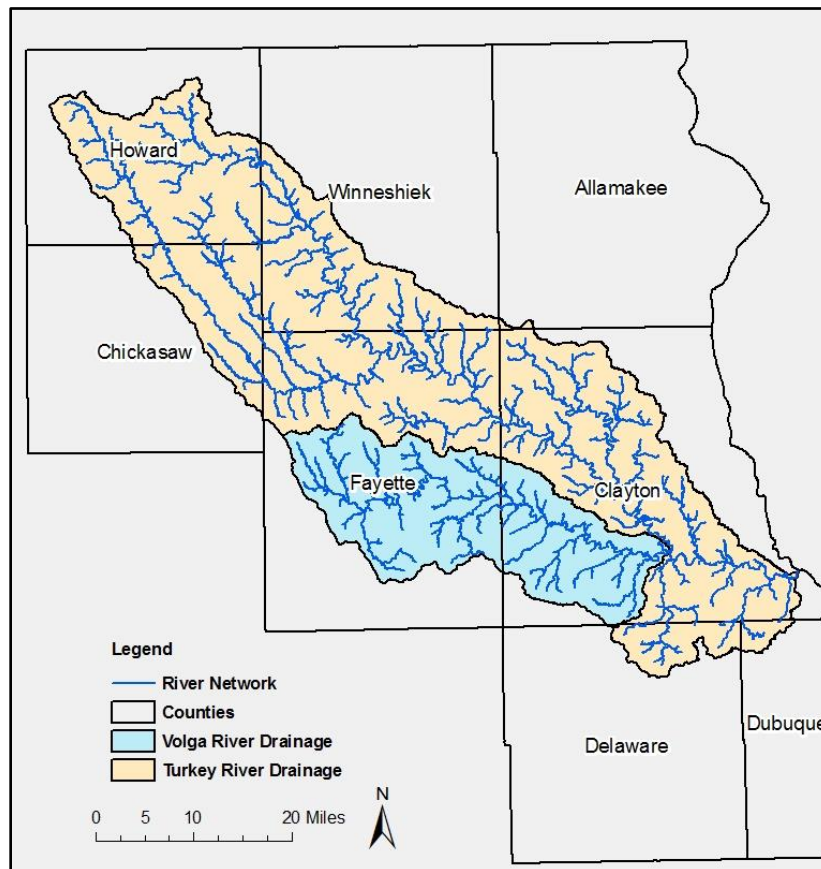 Howard
Winneshiek
Allamakee
Chickasaw
Fayette
Clayton
Legend
River Network
Counties
Volga River Drainage
Turkey River Drainage
Delaware
Dubuque
N
0 5 10 20 Miles